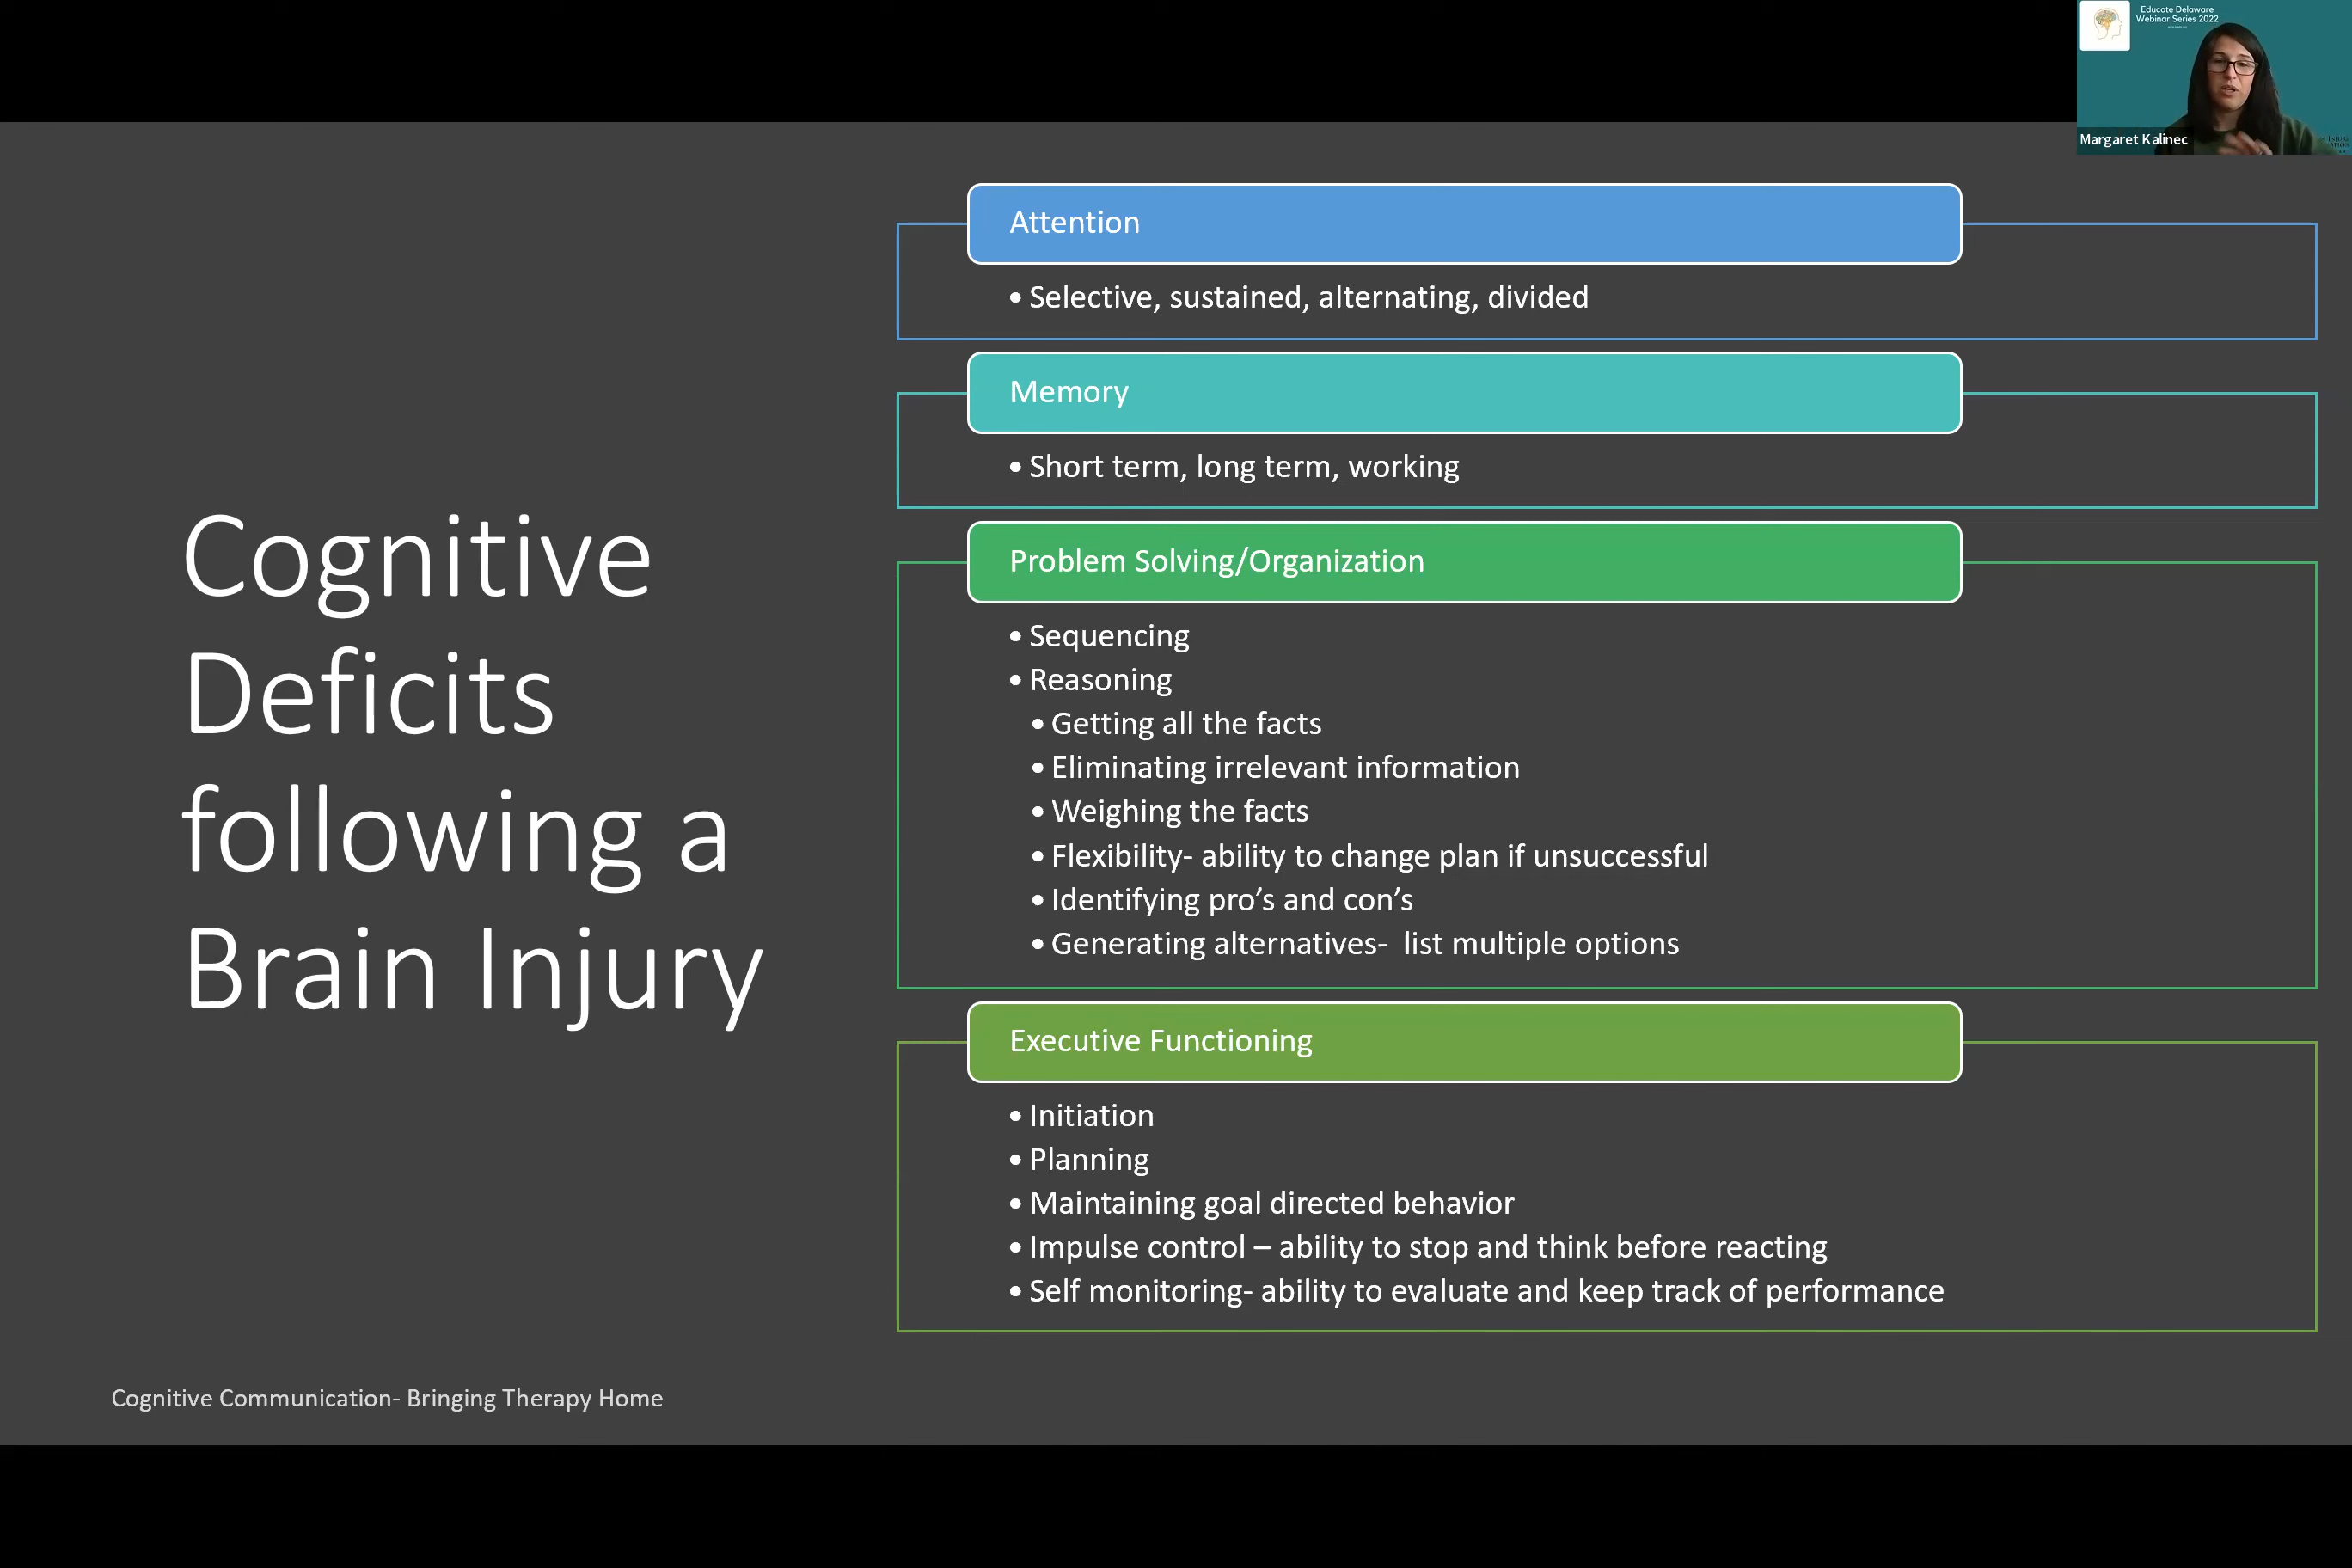 Educate Delaware
Webinar Series 2022
Margaret Kalinec
Cognitive
Deficits
following a
Brain Injury
Attention
• Selective, sustained, alternating, divided
Memory
• Short term, long term, working
Problem Solving/Organization
• Sequencing
• Reasoning
• Getting all the facts
• Eliminating irrelevant information
• Weighing the facts
• Flexibility- ability to change plan if unsuccessful
• Identifying pro’s and con’s
• Generating alternatives-  list multiple options
Executive Functioning
• Initiation
• Planning
• Maintaining goal directed behavior
• Impulse control – ability to stop and think before reacting
• Self monitoring- ability to evaluate and keep track of performance
Cognitive Communication- Bringing Therapy Home